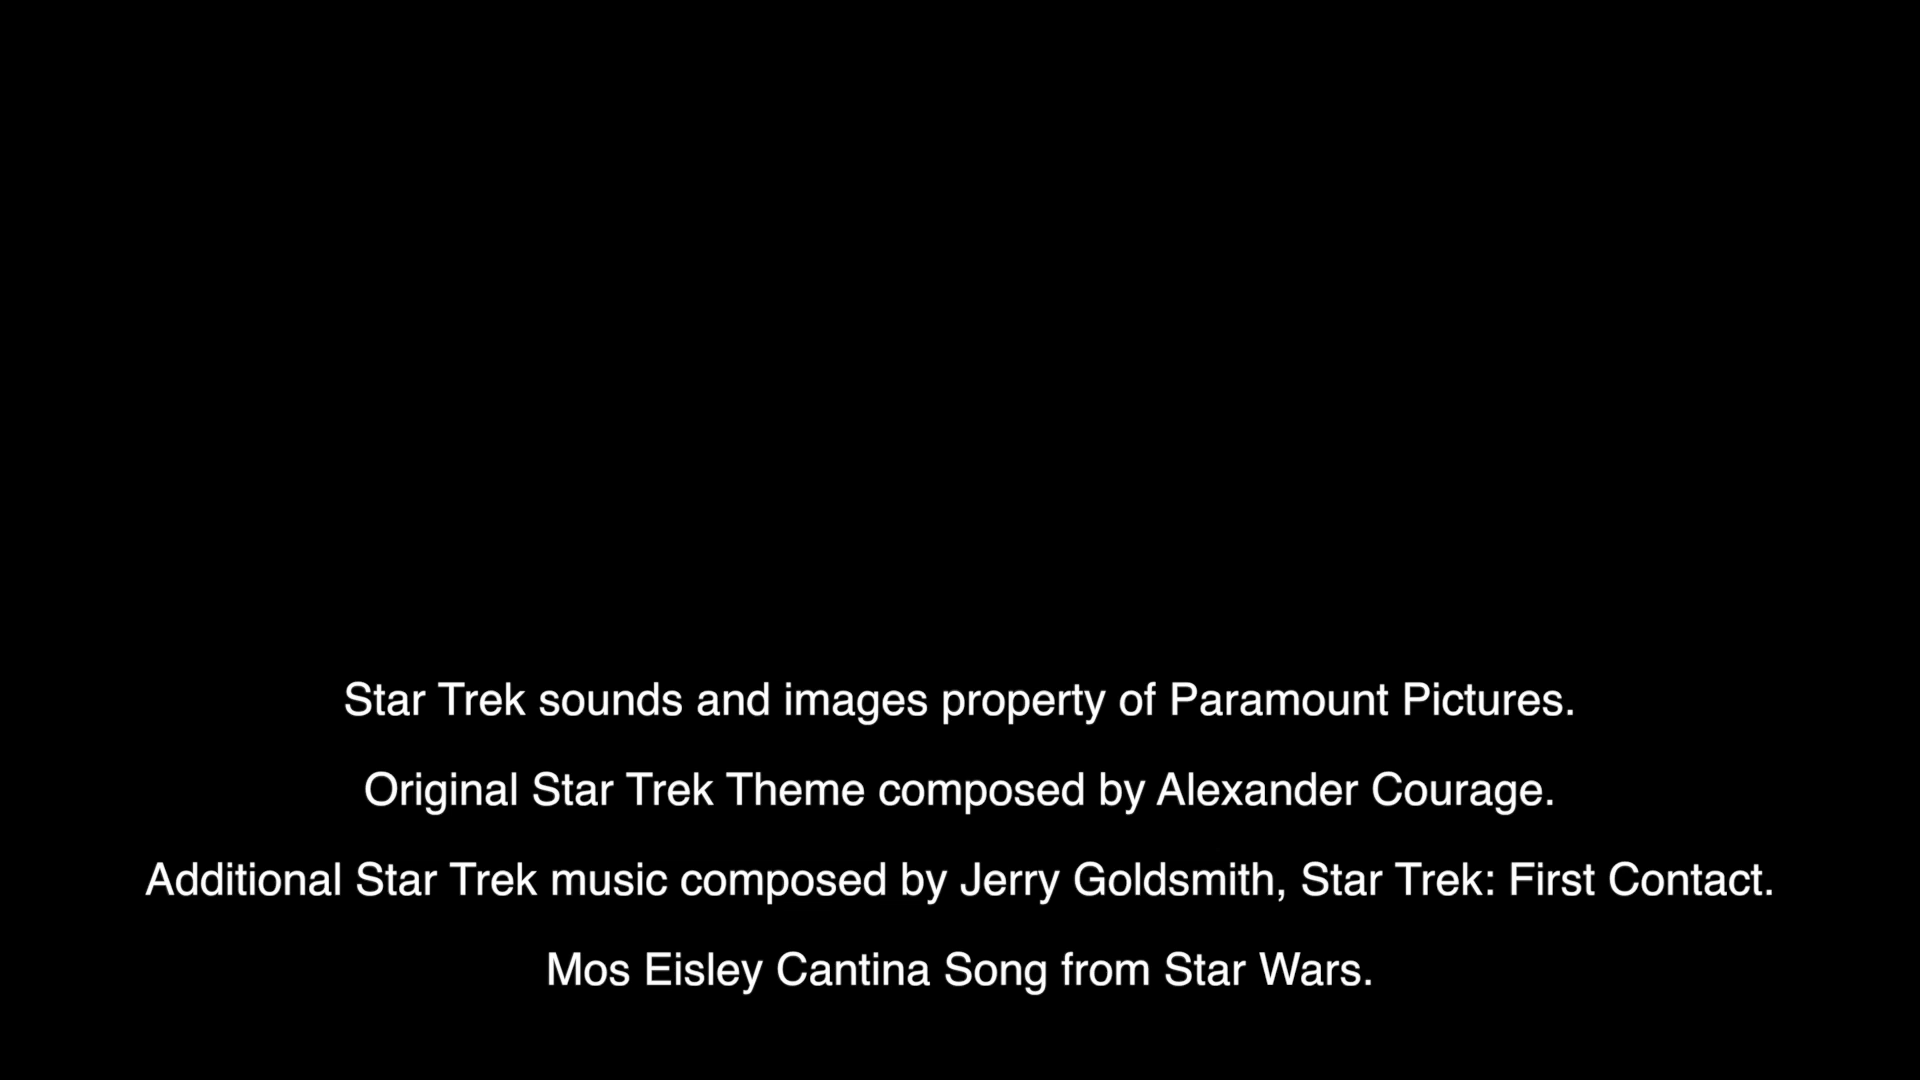 Star Trek sounds and images property of Paramount Pictures.
Original Star Trek Theme composed by Alexander Courage.
Additional Star Trek music composed by Jerry Goldsmith, Star Trek: First Contact.
Mos Eisley Cantina Song from Star Wars.